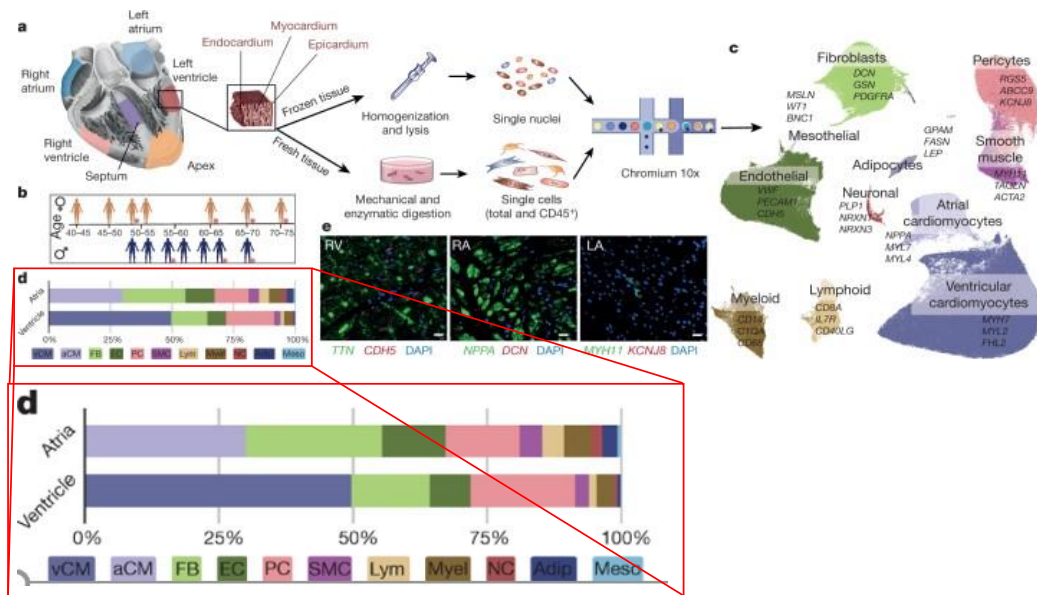 a
Left atrium
Right atrium
Left ventricle
Right ventricle
Septum
Apex
Endocardium
Myocardium
Epicardium
Frozen tissue
Fresh tissue
Homogenization and lysis
Single nuclei
Mechanical and enzymatic digestion
Single cells (total and CD45⁺)
Chromium 10x
b
♀
Age
40–45 45–50 50–55 55–60 60–65 65–70 70–75
♂
c
Fibroblasts
DCN
GSN
PDGFRA
Pericytes
RGS5
ABCC9
KCNJ8
MSLN
WT1
BNC1
Mesothelial
GPAM
FASN
LEP
Adipocytes
Smooth muscle
MYH11
TAGLN
ACTA2
Endothelial
VWF
PECAM1
CDH5
Neuronal
PLP1
NRXN1
NRXN3
Atrial cardiomyocytes
NPPA
MYL7
MYL4
Myeloid
CD14
C1QA
CD68
Lymphoid
CD8A
IL7R
CD40LG
Ventricular cardiomyocytes
MYH7
MYL2
FHL2
d
Atria
Ventricle
0% 25% 50% 75% 100%
vCM aCM FB EC PC SMC Lym Myel NC Adip Meso
e
RV RA LA
TTN CDH5 DAPI NPPA DCN DAPI MYH11 KCNJ8 DAPI
d
Atria
Ventricle
0% 25% 50% 75% 100%
vCM aCM FB EC PC SMC Lym Myel NC Adip Meso